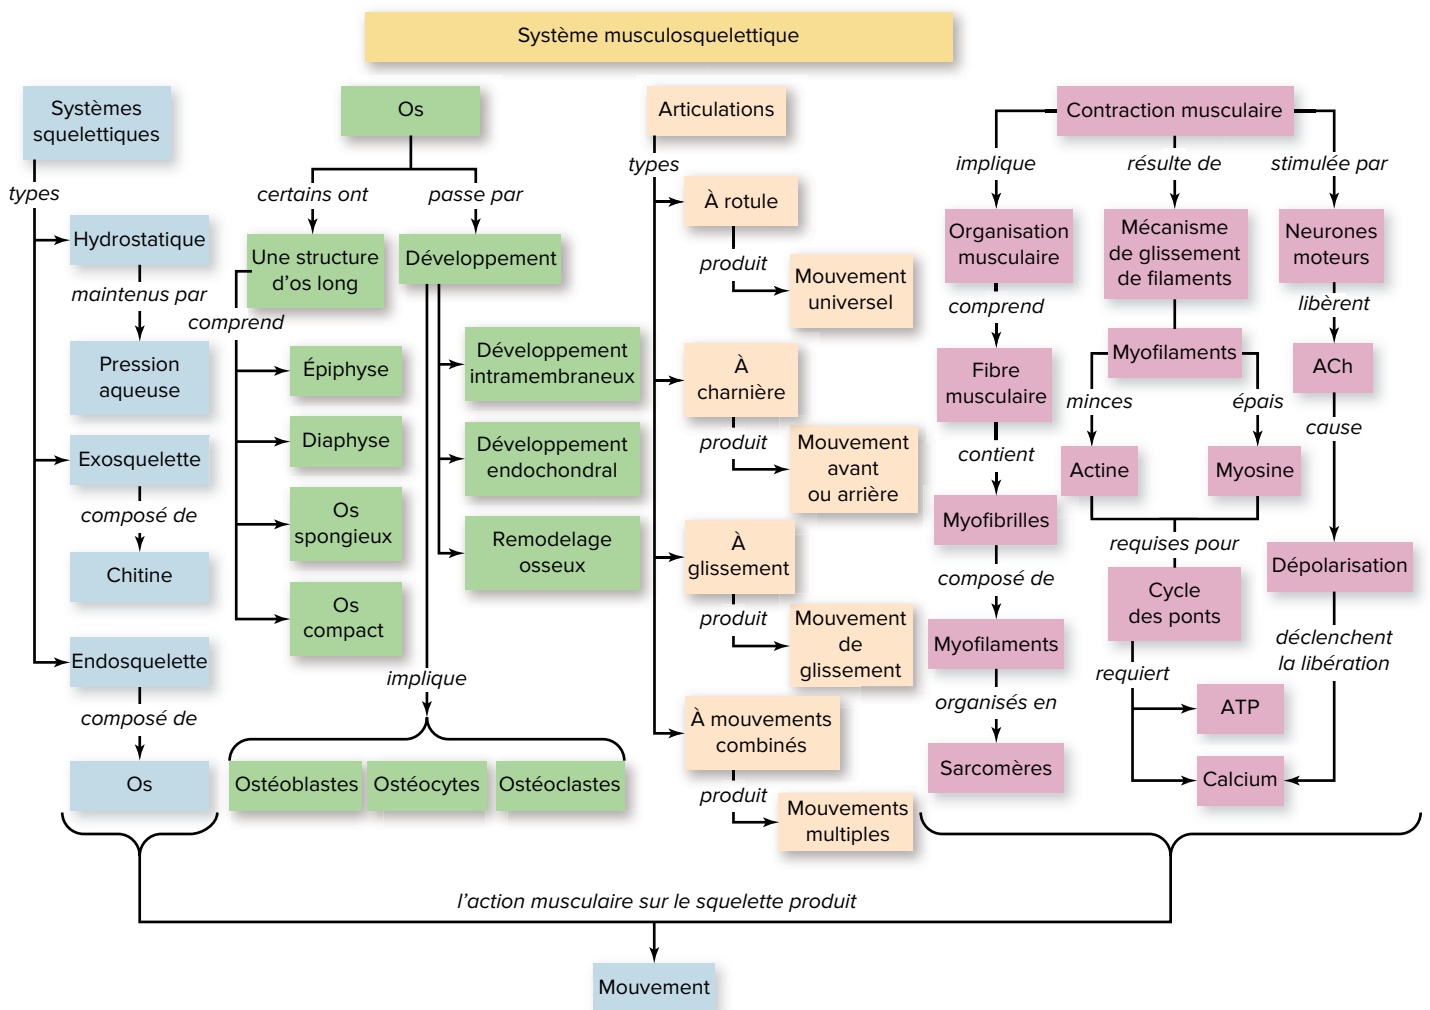 Système musculosquelettique
Systèmes
squelettiques
types
Hydrostatique
maintenus par
Pression
aqueuse
Exosquelette
composé de
Chitine
Endosquelette
composé de
Os
Os
certains ont
passe par
Une structure
d'os long
Développement
comprend
Épiphyse
Diaphyse
Os
spongieux
Os
compact
Développement
intramembraneux
Développement
endochondral
Remodelage
osseux
implique
Ostéoblastes
Ostéocytes
Ostéoclastes
Articulations
types
À rotule
produit
Mouvement
universel
À
charnière
produit
Mouvement
avant
ou arrière
À
glissement
produit
Mouvement
de
glissement
À mouvements
combinés
produit
Mouvements
multiples
Contraction musculaire
implique
résulte de
stimulée par
Organisation
musculaire
comprend
Fibre
musculaire
contient
Myofibrilles
composé de
Myofilaments
organisés en
Sarcomères
Mécanisme
de glissement
de filaments
Myofilaments
minces
épais
Actine
Myosine
requises pour
Cycle
des ponts
requiert
ATP
Calcium
Neurones
moteurs
libèrent
ACh
cause
Dépolarisation
déclenchent
la libération
l'action musculaire sur le squelette produit
Mouvement